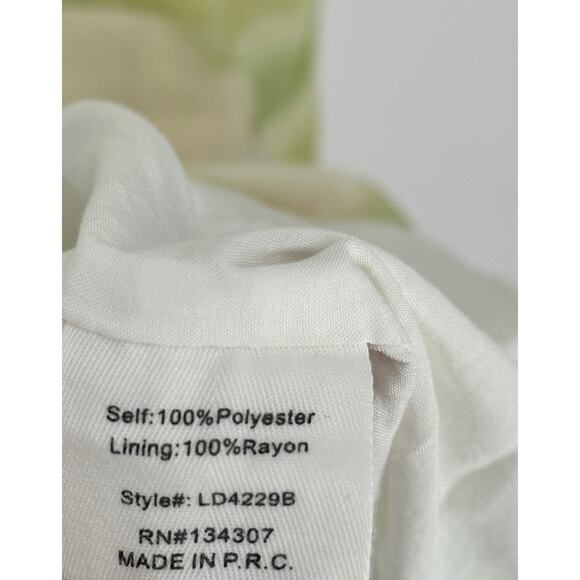 Self:100%Polyester
Lining:100%Rayon
Style#: LD4229B
RN#134307
MADE IN P.R.C.